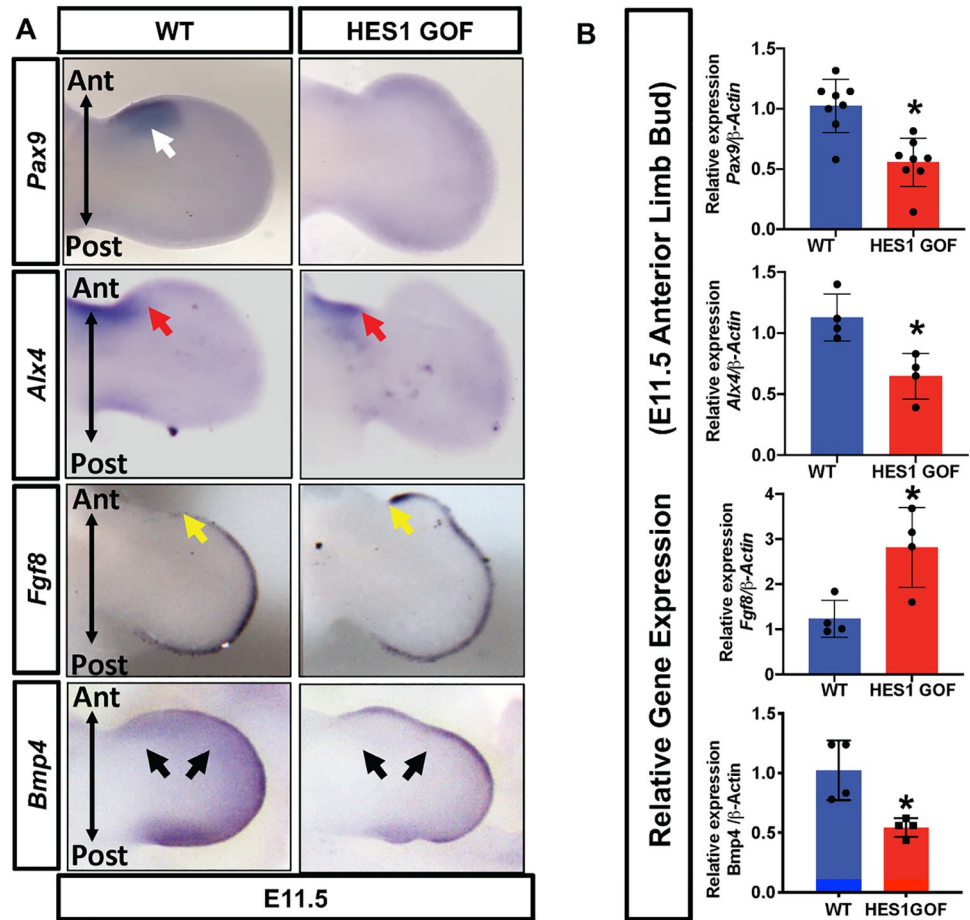 A
WT
HES1 GOF
Pax9
Ant
Post
Alx4
Ant
Post
Fgf8
Ant
Post
Bmp4
Ant
Post
E11.5
B
Relative Gene Expression (E11.5 Anterior Limb Bud)
Relative expression
Pax9/β-Actin
1.5
1.0
0.5
0.0
*
WT
HES1 GOF
Relative expression
Alx4/β-Actin
1.5
1.0
0.5
0.0
*
WT
HES1 GOF
Relative expression
Fgf8/β-Actin
4
3
2
1
0
*
WT
HES1 GOF
Relative expression
Bmp4 /β-Actin
1.5
1.0
0.5
0.0
*
WT
HES1GOF